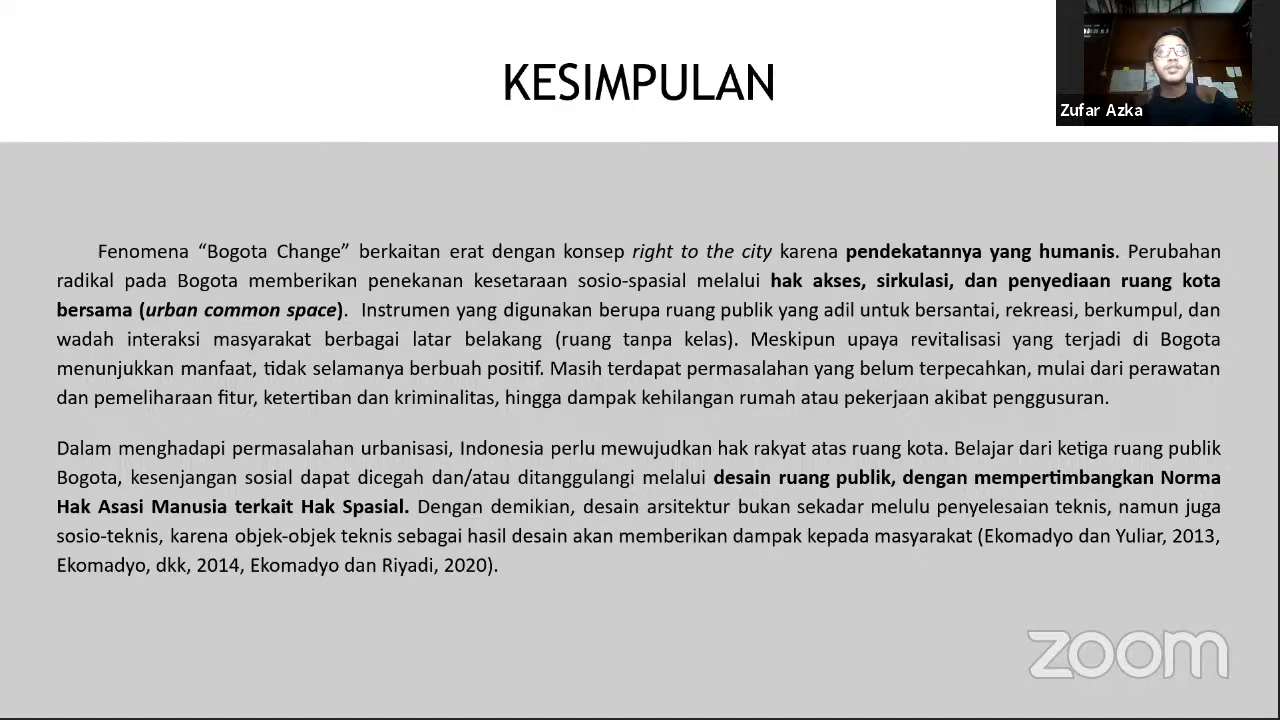 KESIMPULAN
Zufar Azka
Fenomena “Bogota Change” berkaitan erat dengan konsep right to the city karena pendekatannya yang humanis. Perubahan
radikal pada Bogota memberikan penekanan kesetaraan sosio-spasial melalui hak akses, sirkulasi, dan penyediaan ruang kota
bersama (urban common space). Instrumen yang digunakan berupa ruang publik yang adil untuk bersantai, rekreasi, berkumpul, dan
wadah interaksi masyarakat berbagai latar belakang (ruang tanpa kelas). Meskipun upaya revitalisasi yang terjadi di Bogota
menunjukkan manfaat, tidak selamanya berbuah positif. Masih terdapat permasalahan yang belum terpecahkan, mulai dari perawatan
dan pemeliharaan fitur, ketertiban dan kriminalitas, hingga dampak kehilangan rumah atau pekerjaan akibat penggusuran.
Dalam menghadapi permasalahan urbanisasi, Indonesia perlu mewujudkan hak rakyat atas ruang kota. Belajar dari ketiga ruang publik
Bogota, kesenjangan sosial dapat dicegah dan/atau ditanggulangi melalui desain ruang publik, dengan mempertimbangkan Norma
Hak Asasi Manusia terkait Hak Spasial. Dengan demikian, desain arsitektur bukan sekadar melulu penyelesaian teknis, namun juga
sosio-teknis, karena objek-objek teknis sebagai hasil desain akan memberikan dampak kepada masyarakat (Ekomadyo dan Yuliar, 2013,
Ekomadyo, dkk, 2014, Ekomadyo dan Riyadi, 2020).
zoom